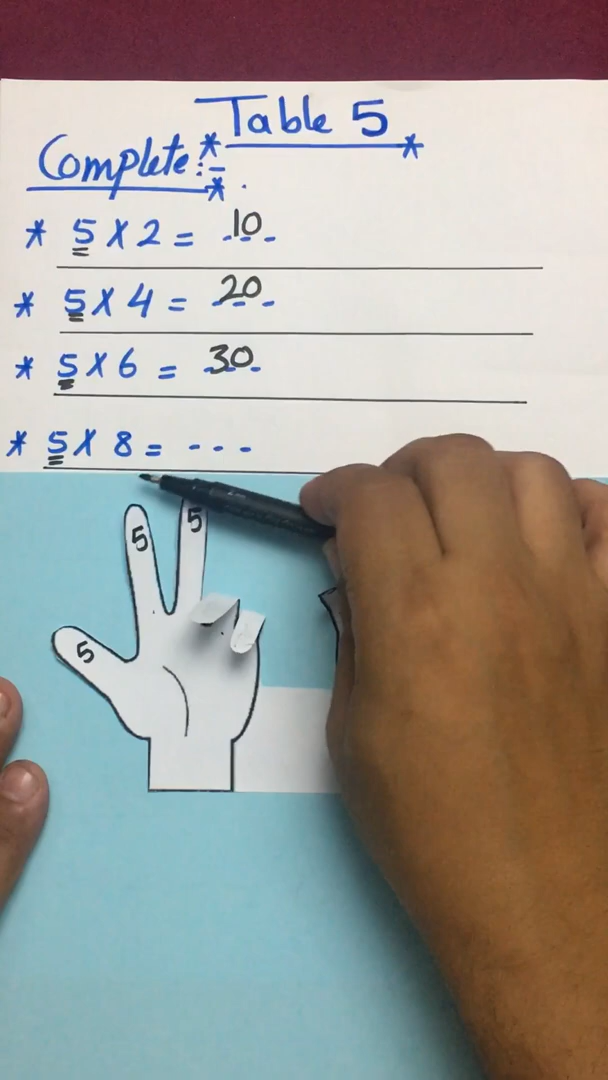 Table 5
Complete:-
* 5 X 2 = 10
* 5 X 4 = 20
* 5 X 6 = 30
* 5 X 8 = ---
5 5
5